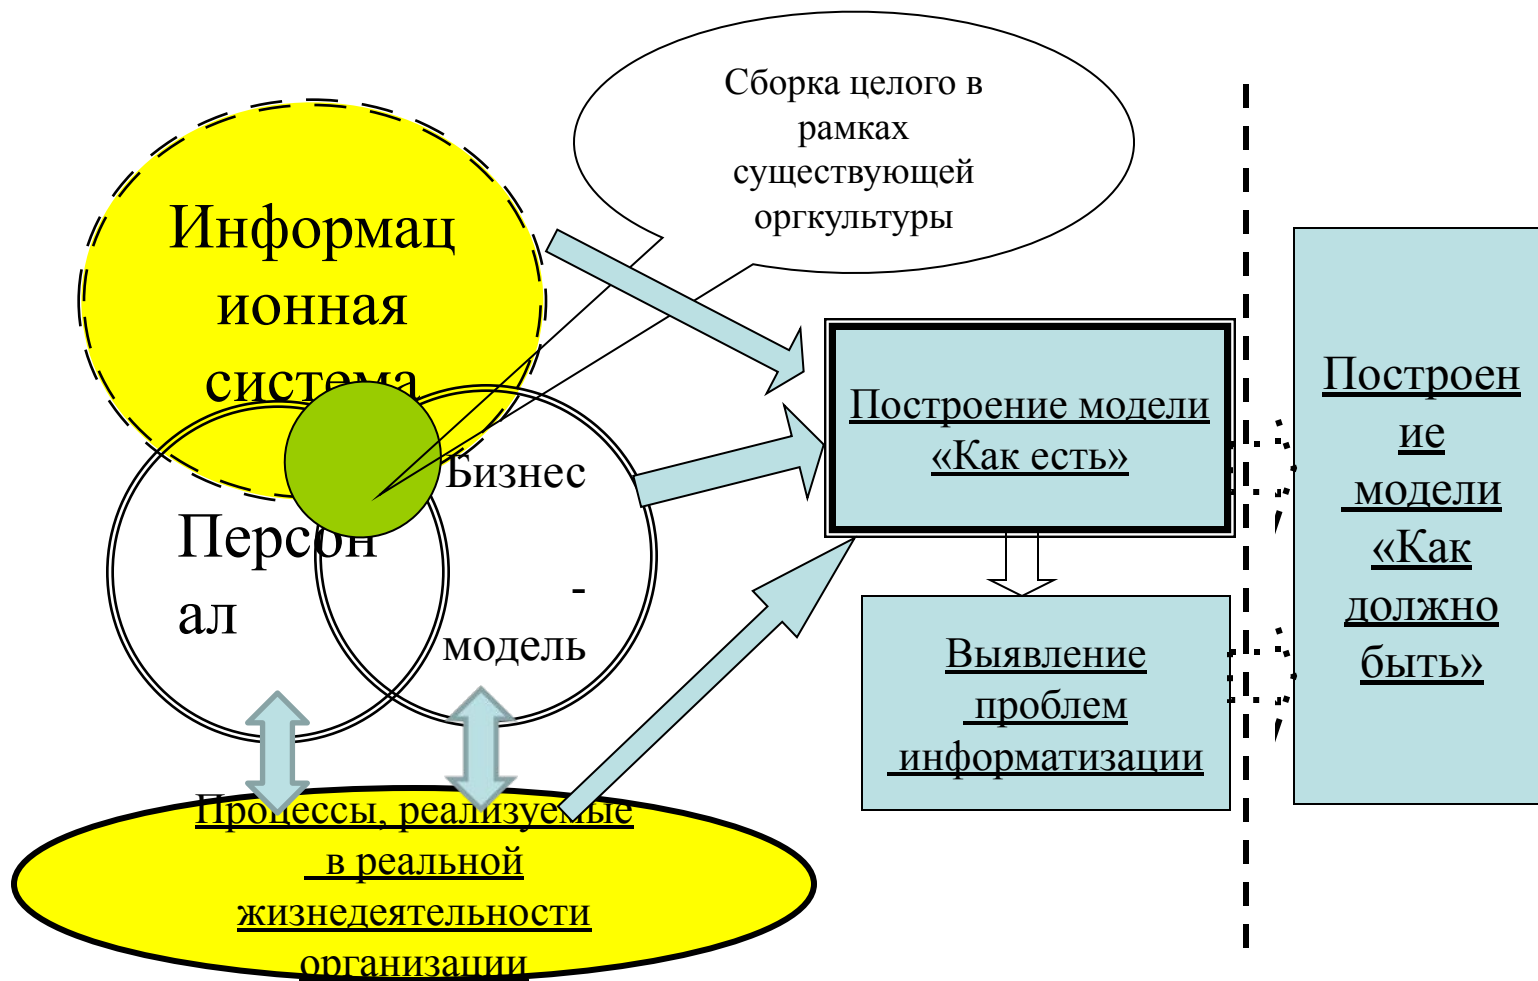 Сборка целого в
рамках
существующей
оргкультуры
Информац
ионная
система
Персон
ал
Бизнес
-
модель
Процессы, реализуемые
в реальной
жизнедеятельности
организации
Построение модели
«Как есть»
Выявление
проблем
информатизации
Построен
ие
модели
«Как
должно
быть»